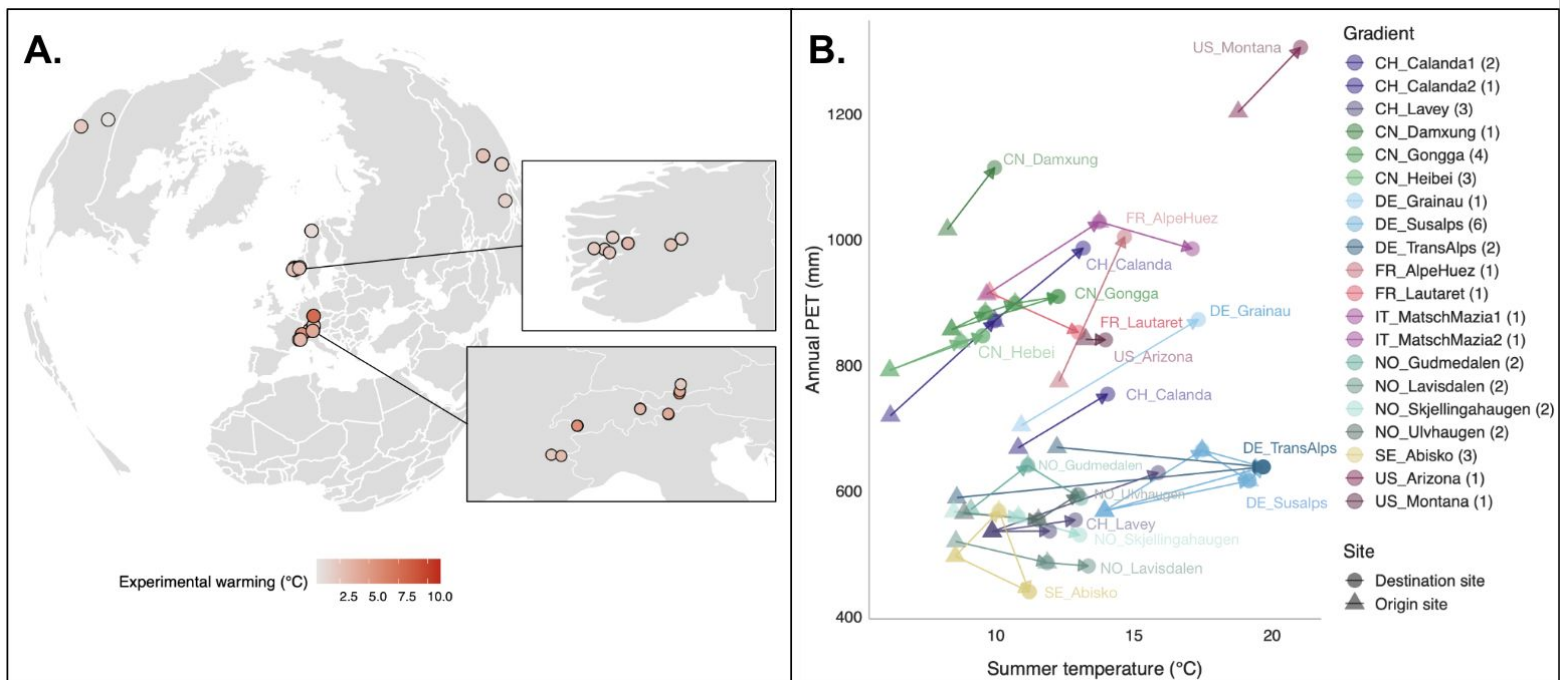 A.
Experimental warming (°C)
2.5 5.0 7.5 10.0
B.
Annual PET (mm)
1200
1000
800
600
400
10 15 20
Summer temperature (°C)
US_Montana
CN_Damxung
FR_AlpeHuez
CH_Calanda
CN_Gongga
DE_Grainau
FR_Lautaret
CN_Hebei
US_Arizona
CH_Calanda
DE_TransAlps
NO_Gudmedalen
NO_Ulvhaugen
DE_Susalps
CH_Lavey
NO_Skjellingahaugen
NO_Lavisdalen
SE_Abisko
Gradient
CH_Calanda1 (2)
CH_Calanda2 (1)
CH_Lavey (3)
CN_Damxung (1)
CN_Gongga (4)
CN_Heibei (3)
DE_Grainau (1)
DE_Susalps (6)
DE_TransAlps (2)
FR_AlpeHuez (1)
FR_Lautaret (1)
IT_MatschMazia1 (1)
IT_MatschMazia2 (1)
NO_Gudmedalen (2)
NO_Lavisdalen (2)
NO_Skjellingahaugen (2)
NO_Ulvhaugen (2)
SE_Abisko (3)
US_Arizona (1)
US_Montana (1)
Site
Destination site
Origin site